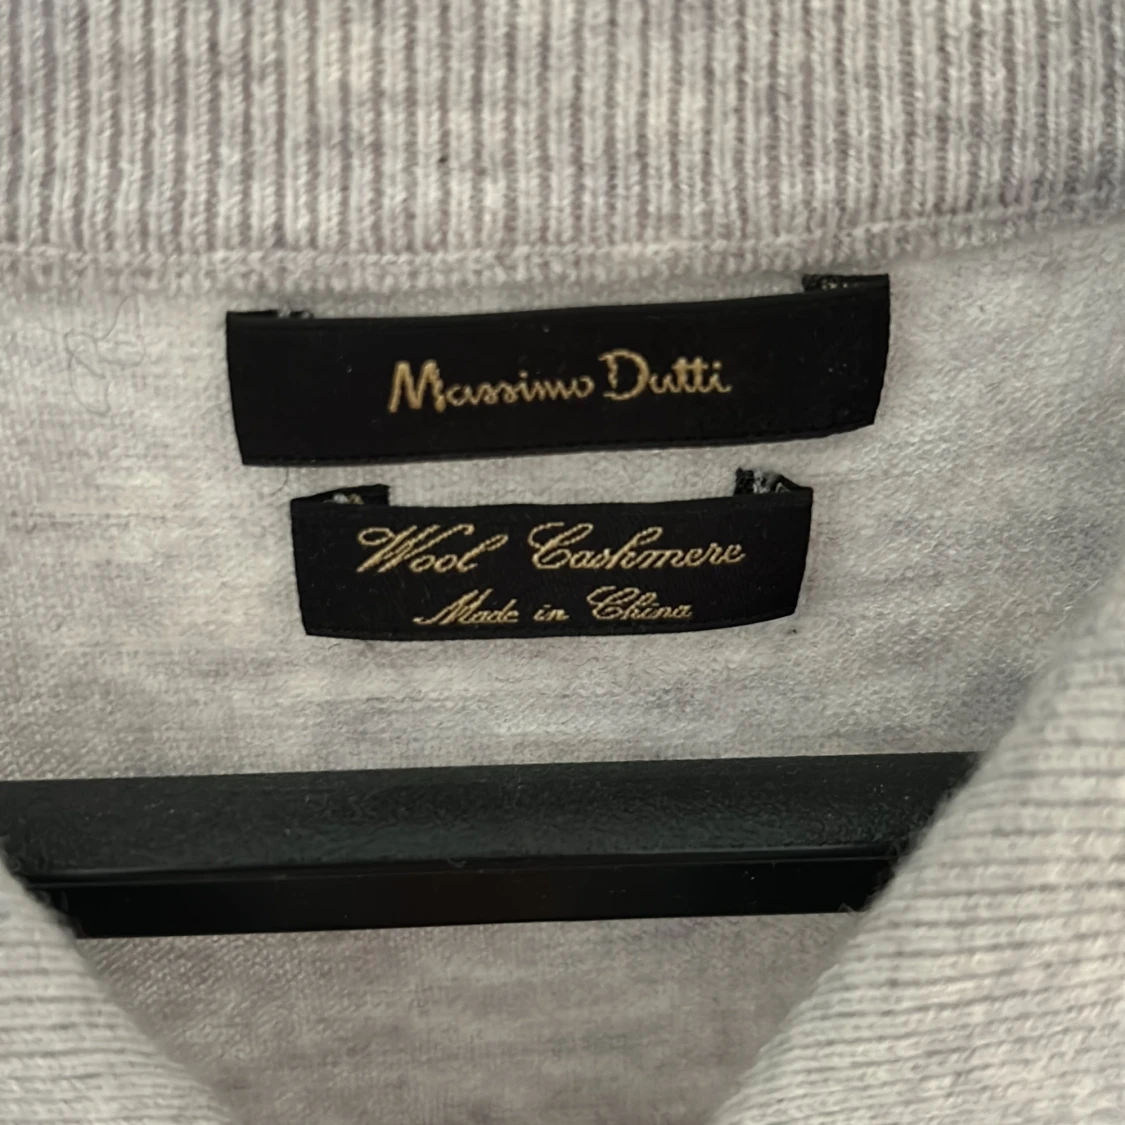 Massimo Dutti
Wool Cashmere
Made in China